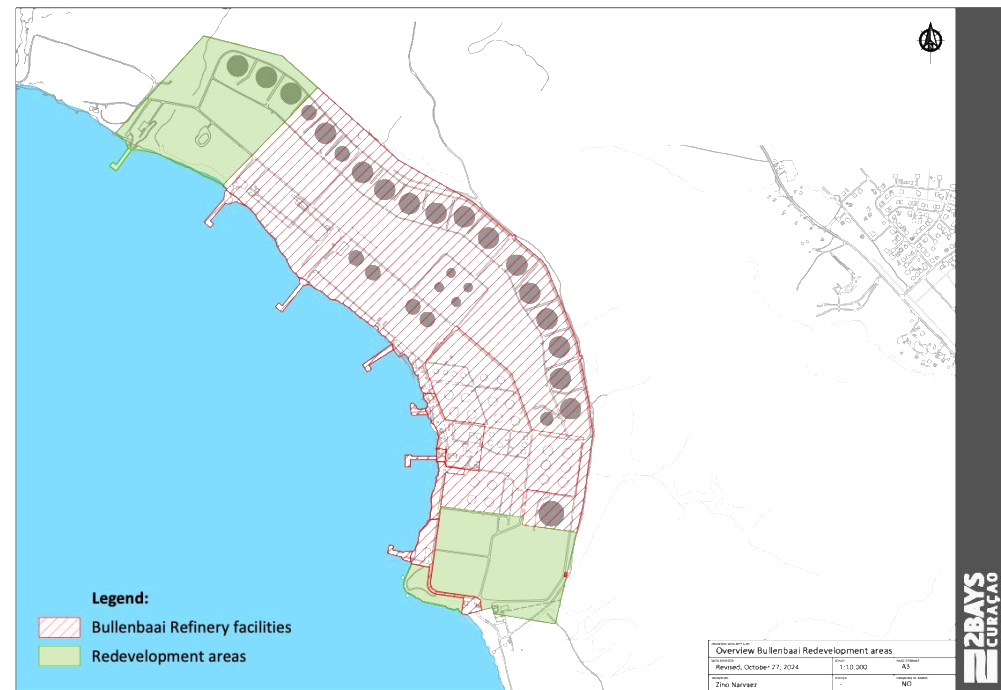 Legend:
Bullenbaai Refinery facilities
Redevelopment areas
Overview Bullenbaai Redevelopment areas
Revised, October 27, 2024
1:10.000
A3
Zino Narvaez
-
NO
2BAYS
CURAÇAO